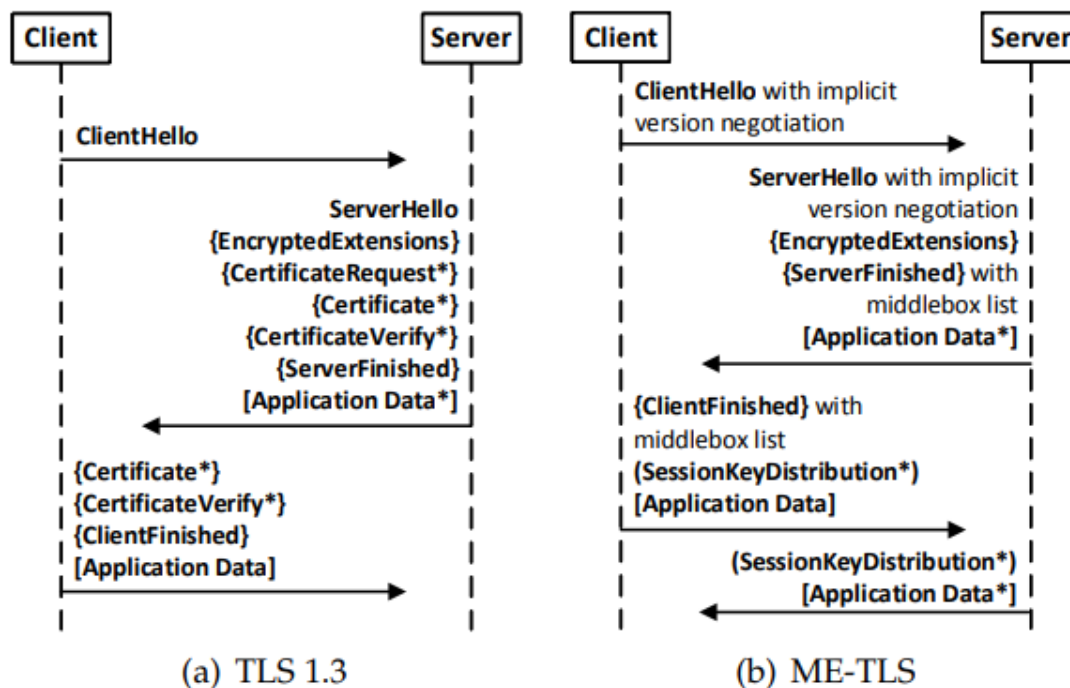 Client
Server
ClientHello
ServerHello
{EncryptedExtensions}
{CertificateRequest*}
{Certificate*}
{CertificateVerify*}
{ServerFinished}
[Application Data*]
{Certificate*}
{CertificateVerify*}
{ClientFinished}
[Application Data]
(a) TLS 1.3
Client
Server
ClientHello with implicit
version negotiation
ServerHello with implicit
version negotiation
{EncryptedExtensions}
{ServerFinished} with
middlebox list
[Application Data*]
{ClientFinished} with
middlebox list
(SessionKeyDistribution*)
[Application Data]
(SessionKeyDistribution*)
[Application Data*]
(b) ME-TLS